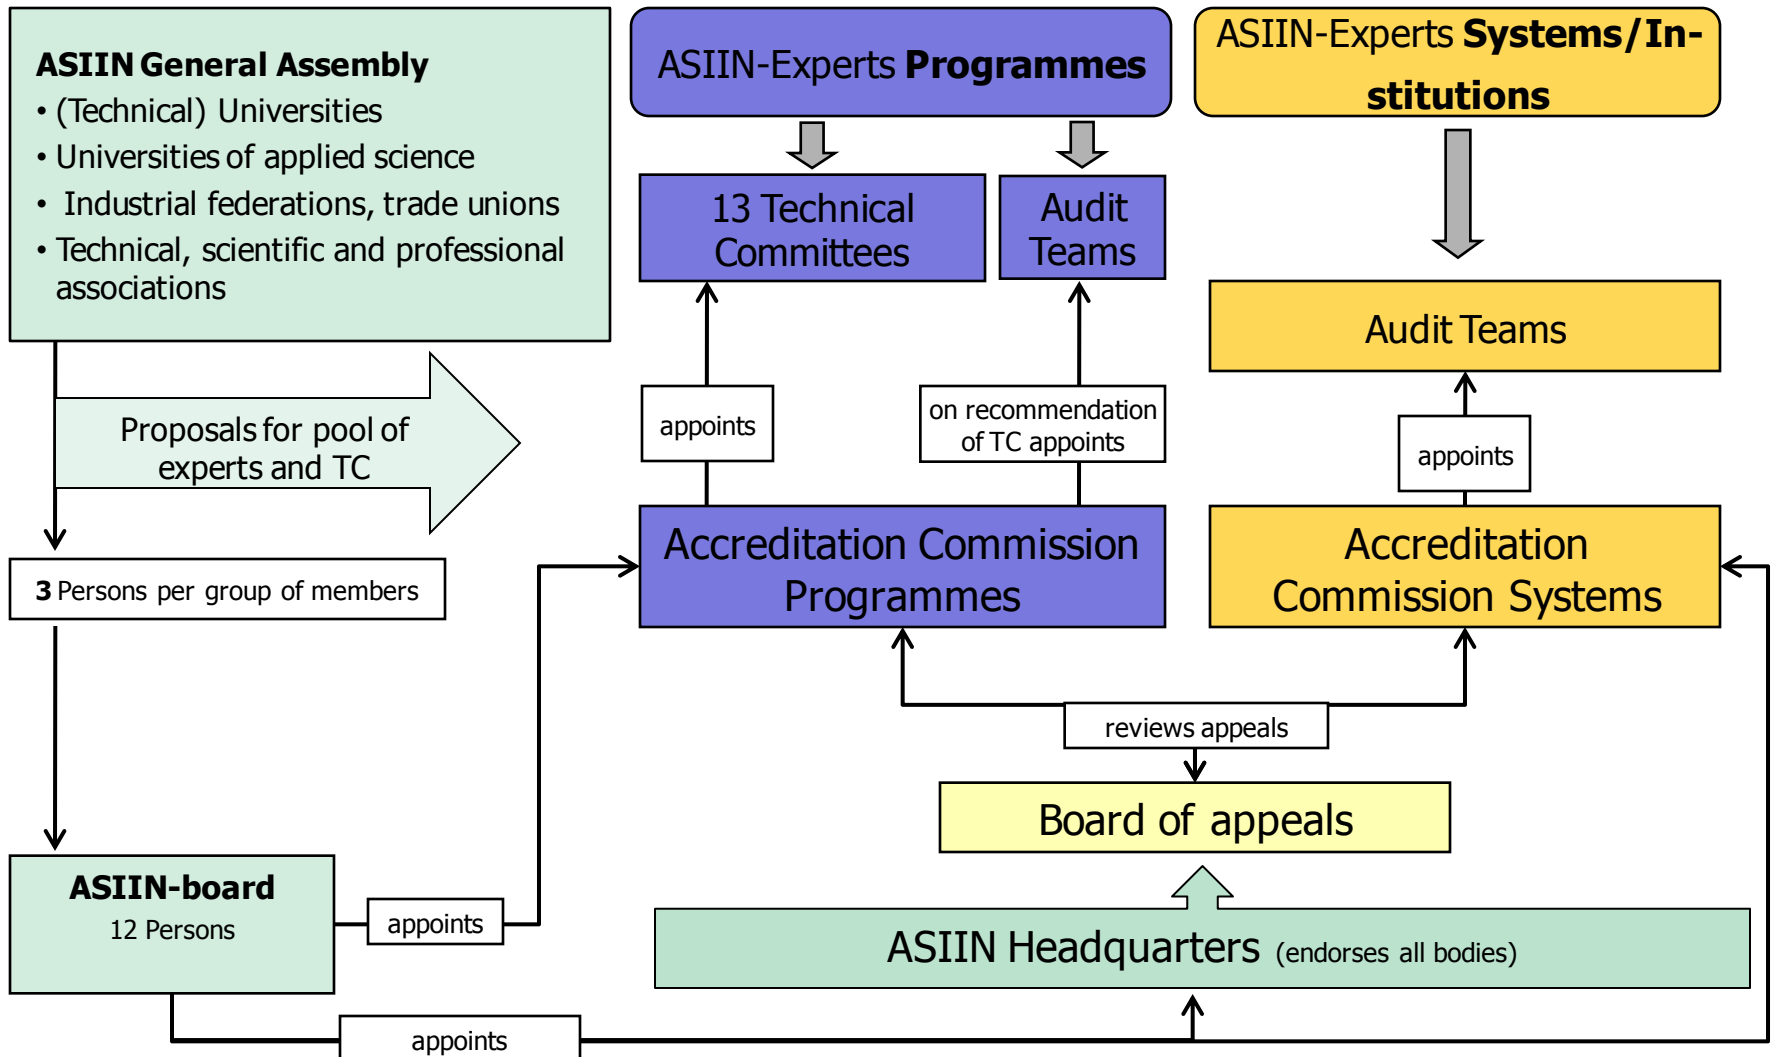 ASIIN General Assembly
• (Technical) Universities
• Universities of applied science
• Industrial federations, trade unions
• Technical, scientific and professional
associations
ASIIN-Experts Programmes
ASIIN-Experts Systems/In-
stitutions
13 Technical
Committees
Audit
Teams
Audit Teams
Proposals for pool of
experts and TC
appoints
on recommendation
of TC appoints
appoints
3 Persons per group of members
Accreditation Commission
Programmes
Accreditation
Commission Systems
reviews appeals
Board of appeals
ASIIN-board
12 Persons
appoints
ASIIN Headquarters (endorses all bodies)
appoints